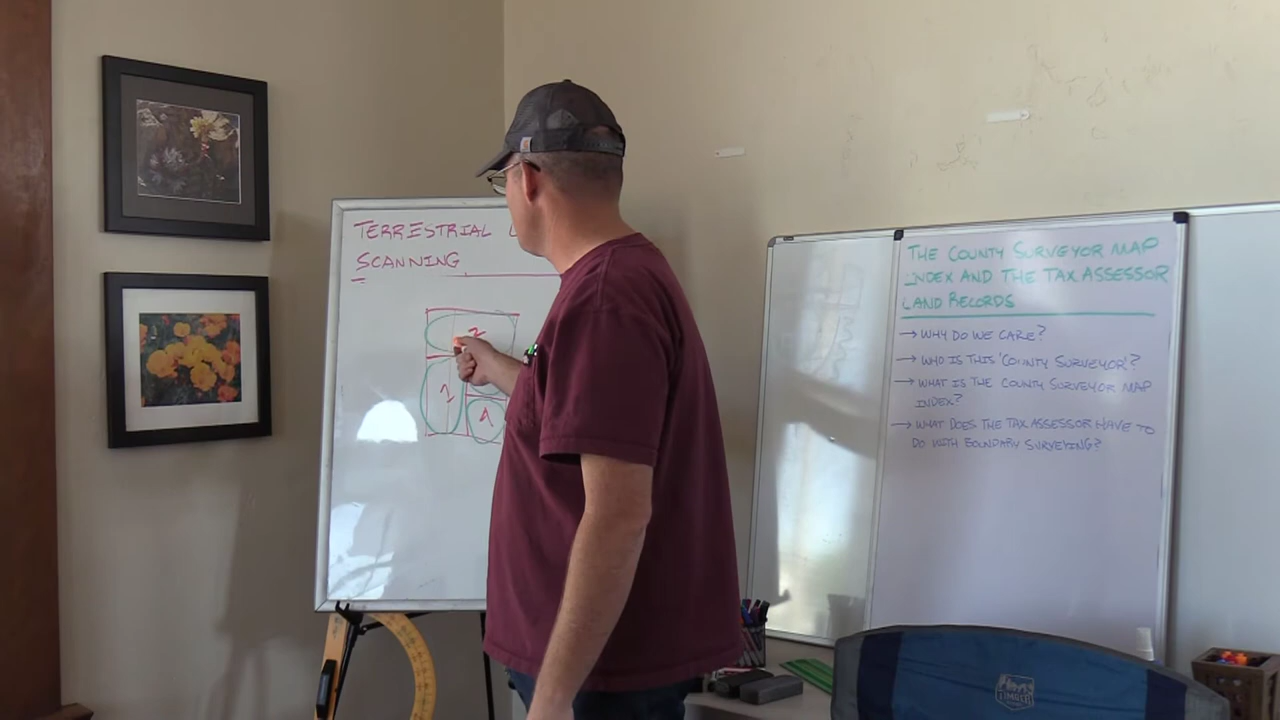 TERRESTRIAL
SCANNING
2
1
THE COUNTY SURVEYOR MAP
INDEX AND THE TAX ASSESSOR
LAND RECORDS
→ WHY DO WE CARE?
→ WHO IS THIS 'COUNTY SURVEYOR'?
→ WHAT IS THE COUNTY SURVEYOR MAP
INDEX?
→ WHAT DOES THE TAX ASSESSOR HAVE TO
DO WITH BOUNDARY SURVEYING?